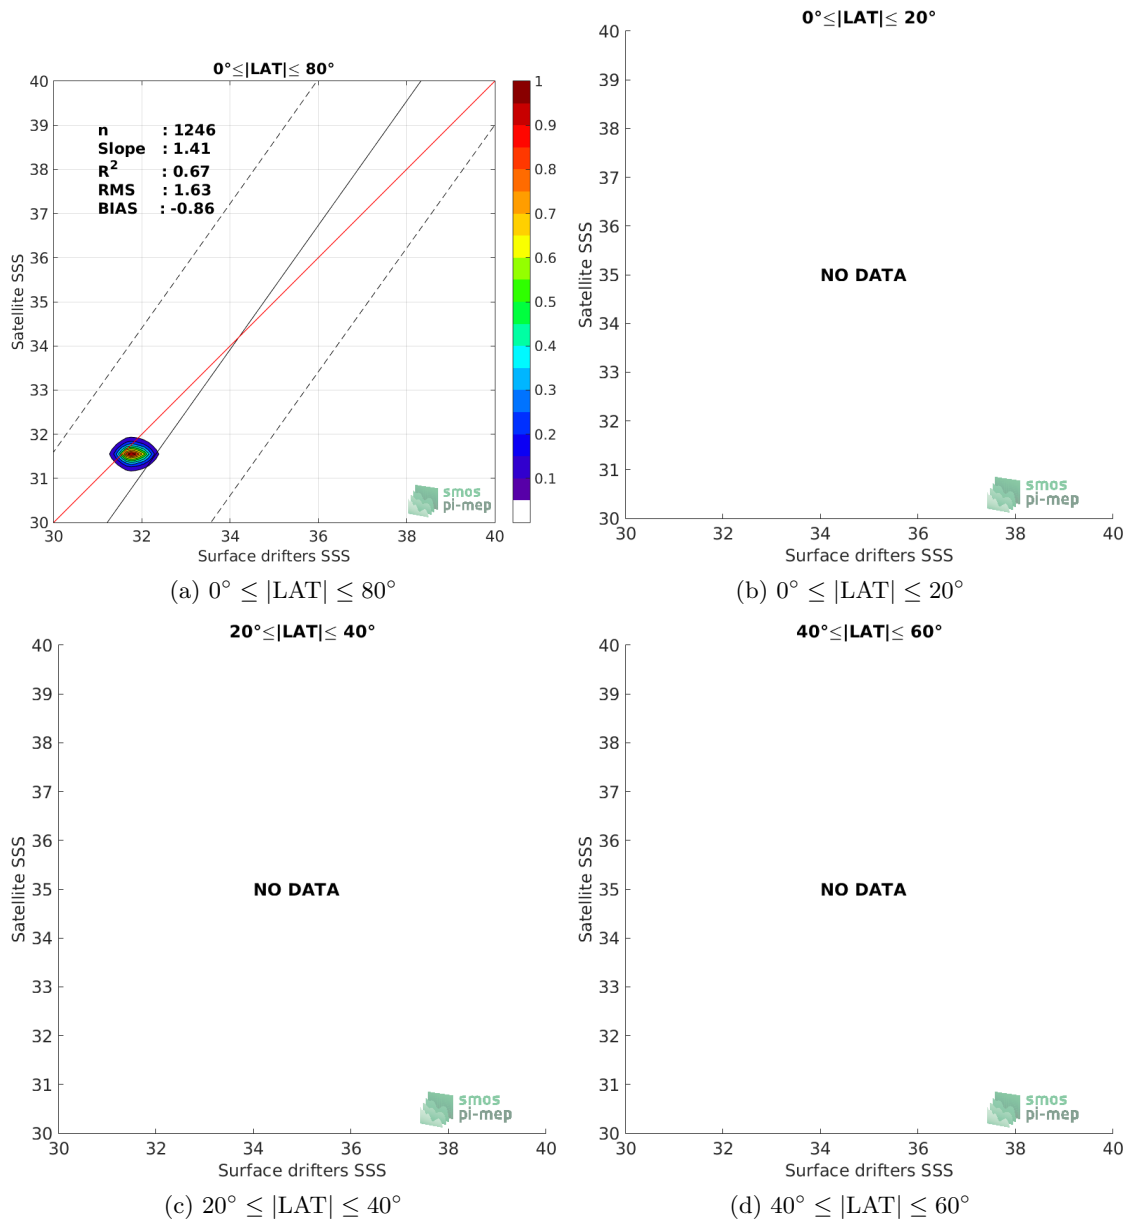 0°≤|LAT|≤ 80°
40
39
38
37
36
35
34
33
32
31
30
Satellite SSS
n : 1246
Slope : 1.41
R2 : 0.67
RMS : 1.63
BIAS : -0.86
1
0.9
0.8
0.7
0.6
0.5
0.4
0.3
0.2
0.1
smos
pi-mep
30 32 34 36 38 40
Surface drifters SSS
(a) 0° ≤ |LAT| ≤ 80°
0°≤|LAT|≤ 20°
40
39
38
37
36
35
34
33
32
31
30
Satellite SSS
NO DATA
smos
pi-mep
30 32 34 36 38 40
Surface drifters SSS
(b) 0° ≤ |LAT| ≤ 20°
20°≤|LAT|≤ 40°
40
39
38
37
36
35
34
33
32
31
30
Satellite SSS
NO DATA
smos
pi-mep
30 32 34 36 38 40
Surface drifters SSS
(c) 20° ≤ |LAT| ≤ 40°
40°≤|LAT|≤ 60°
40
39
38
37
36
35
34
33
32
31
30
Satellite SSS
NO DATA
smos
pi-mep
30 32 34 36 38 40
Surface drifters SSS
(d) 40° ≤ |LAT| ≤ 60°